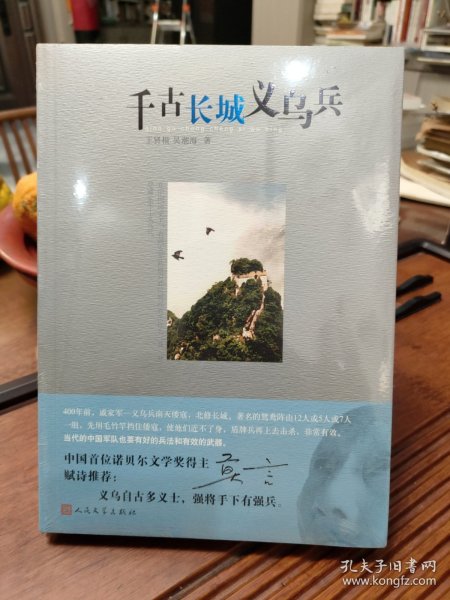 千古长城义乌兵
qian gu chang cheng yi wu bing
王贤根 吴潮海 著
400年前，戚家军—义乌兵南灭倭寇，北修长城。著名的鸳鸯阵由12人或5人或7人
一组，先用毛竹竿挡住倭寇，使他们近不了身，盾牌兵再上去击杀，非常有效。
当代的中国军队也要有好的兵法和有效的武器。
中国首位诺贝尔文学奖得主 莫言
赋诗推荐：
义乌自古多义士，强将手下有强兵。
人民文学出版社
孔夫子旧书网
www.kongfz.com